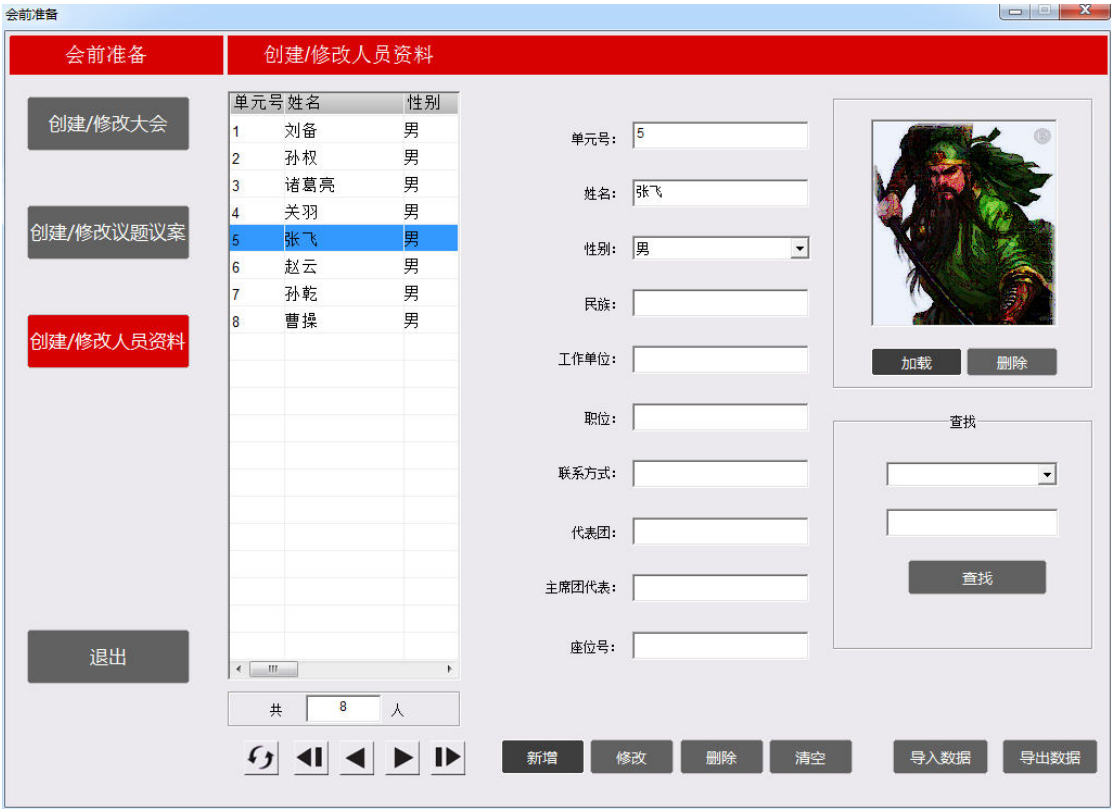 会前准备
会前准备
创建/修改人员资料
创建/修改大会
创建/修改议题议案
创建/修改人员资料
退出
单元号 姓名 性别
1 刘备 男
2 孙权 男
3 诸葛亮 男
4 关羽 男
5 张飞 男
6 赵云 男
7 孙乾 男
8 曹操 男
共 8 人
单元号: 5
姓名: 张飞
性别: 男
民族:
工作单位:
职位:
联系方式:
代表团:
主席团代表:
座位号:
加载 删除
查找
查找
新增 修改 删除 清空 导入数据 导出数据